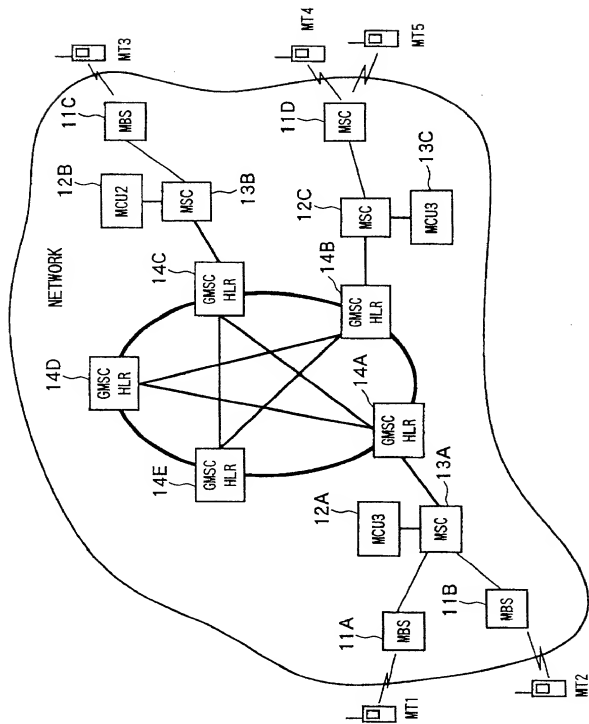 NETWORK
14D
GMSC
HLR
14E
GMSC
HLR
14C
GMSC
HLR
14B
GMSC
HLR
14A
GMSC
HLR
12B
MCU2
MSC
13B
11C
MBS
MT3
12C
MSC
MCU3
13C
11D
MSC
MT4
MT5
12A
MCU3
MSC
13A
11A
MBS
MT1
11B
MBS
MT2